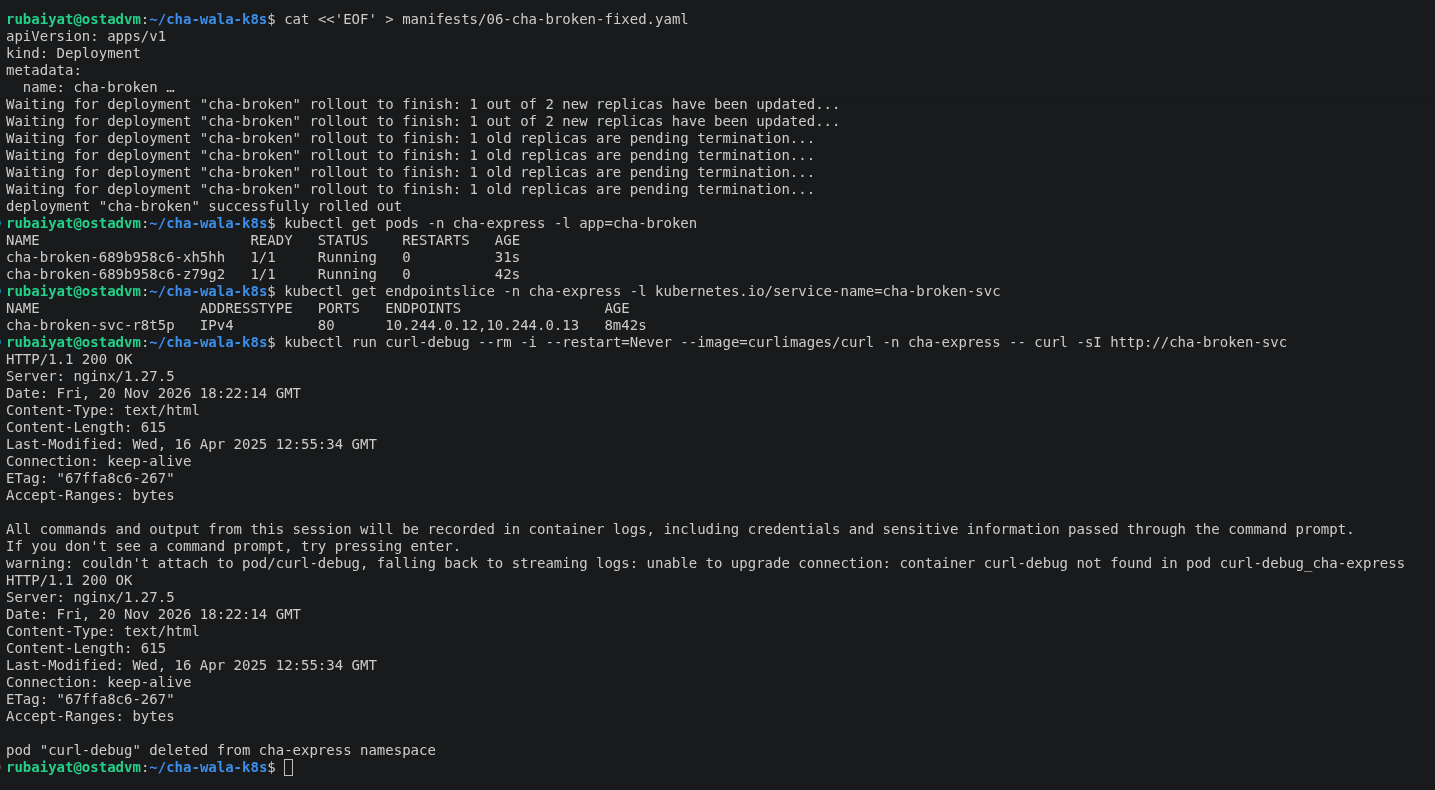 rubaiyat@ostadvm:~/cha-wala-k8s$ cat <<'EOF' > manifests/06-cha-broken-fixed.yaml
apiVersion: apps/v1
kind: Deployment
metadata:
  name: cha-broken …
Waiting for deployment "cha-broken" rollout to finish: 1 out of 2 new replicas have been updated...
Waiting for deployment "cha-broken" rollout to finish: 1 out of 2 new replicas have been updated...
Waiting for deployment "cha-broken" rollout to finish: 1 old replicas are pending termination...
Waiting for deployment "cha-broken" rollout to finish: 1 old replicas are pending termination...
Waiting for deployment "cha-broken" rollout to finish: 1 old replicas are pending termination...
Waiting for deployment "cha-broken" rollout to finish: 1 old replicas are pending termination...
deployment "cha-broken" successfully rolled out
rubaiyat@ostadvm:~/cha-wala-k8s$ kubectl get pods -n cha-express -l app=cha-broken
NAME                         READY   STATUS    RESTARTS   AGE
cha-broken-689b958c6-xh5hh   1/1     Running   0          31s
cha-broken-689b958c6-z79g2   1/1     Running   0          42s
rubaiyat@ostadvm:~/cha-wala-k8s$ kubectl get endpointslice -n cha-express -l kubernetes.io/service-name=cha-broken-svc
NAME                   ADDRESSTYPE   PORTS   ENDPOINTS                 AGE
cha-broken-svc-r8t5p   IPv4          80      10.244.0.12,10.244.0.13   8m42s
rubaiyat@ostadvm:~/cha-wala-k8s$ kubectl run curl-debug --rm -i --restart=Never --image=curlimages/curl -n cha-express -- curl -sI http://cha-broken-svc
HTTP/1.1 200 OK
Server: nginx/1.27.5
Date: Fri, 20 Nov 2026 18:22:14 GMT
Content-Type: text/html
Content-Length: 615
Last-Modified: Wed, 16 Apr 2025 12:55:34 GMT
Connection: keep-alive
ETag: "67ffa8c6-267"
Accept-Ranges: bytes

All commands and output from this session will be recorded in container logs, including credentials and sensitive information passed through the command prompt.
If you don't see a command prompt, try pressing enter.
warning: couldn't attach to pod/curl-debug, falling back to streaming logs: unable to upgrade connection: container curl-debug not found in pod curl-debug_cha-express
HTTP/1.1 200 OK
Server: nginx/1.27.5
Date: Fri, 20 Nov 2026 18:22:14 GMT
Content-Type: text/html
Content-Length: 615
Last-Modified: Wed, 16 Apr 2025 12:55:34 GMT
Connection: keep-alive
ETag: "67ffa8c6-267"
Accept-Ranges: bytes

pod "curl-debug" deleted from cha-express namespace
rubaiyat@ostadvm:~/cha-wala-k8s$